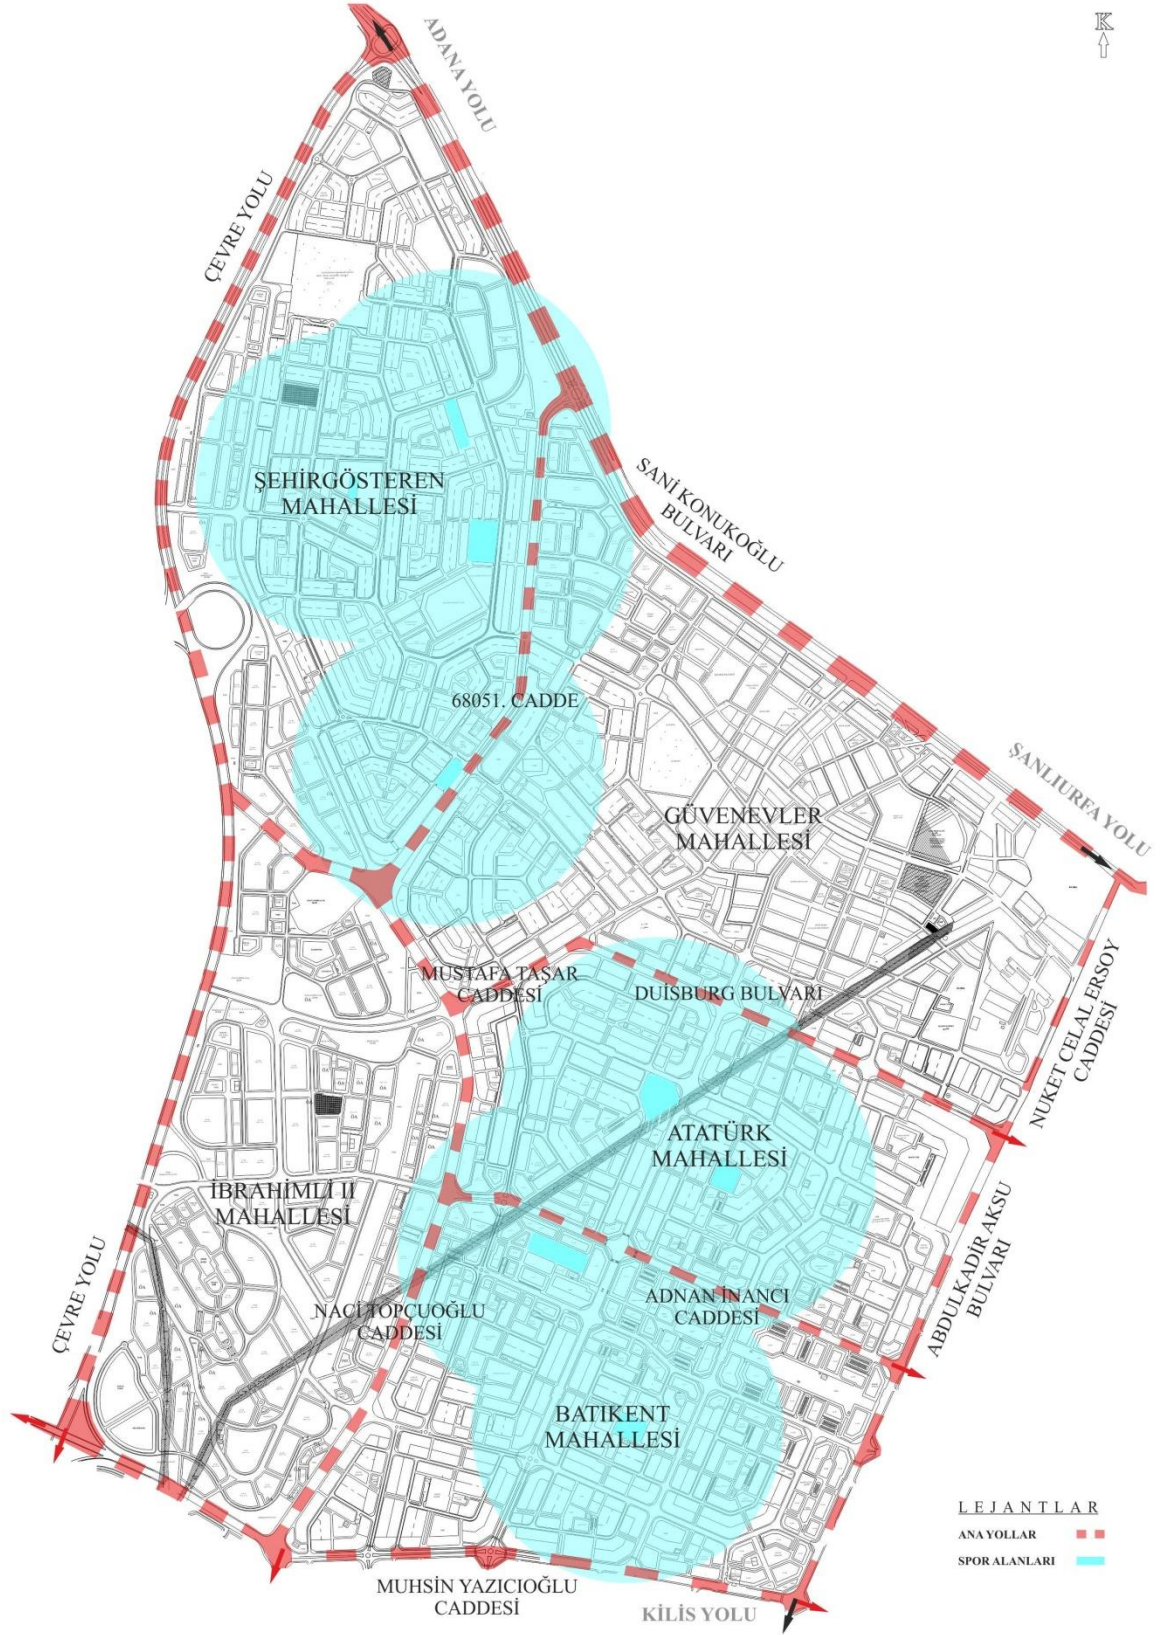 K
ADANA YOLU
ÇEVRE YOLU
ŞEHİRGÖSTEREN
MAHALLESİ
SANİ KONUKOĞLU
BULVARI
68051. CADDE
ŞANLIURFA YOLU
GÜVENEVLER
MAHALLESİ
MUSTAFA TAŞAR
CADDESİ
DUİSBURG BULVARI
NUKET CELAL ERSOY
CADDESİ
ATATÜRK
MAHALLESİ
İBRAHİMLİ II
MAHALLESİ
ABDULKADİR AKSU
BULVARI
ÇEVRE YOLU
NACİ TOPCUOĞLU
CADDESİ
ADNAN İNANCI
CADDESİ
BATIKENT
MAHALLESİ
LEJANTLAR
ANA YOLLAR
SPOR ALANLARI
MUHSİN YAZICIOĞLU
CADDESİ
KİLİS YOLU